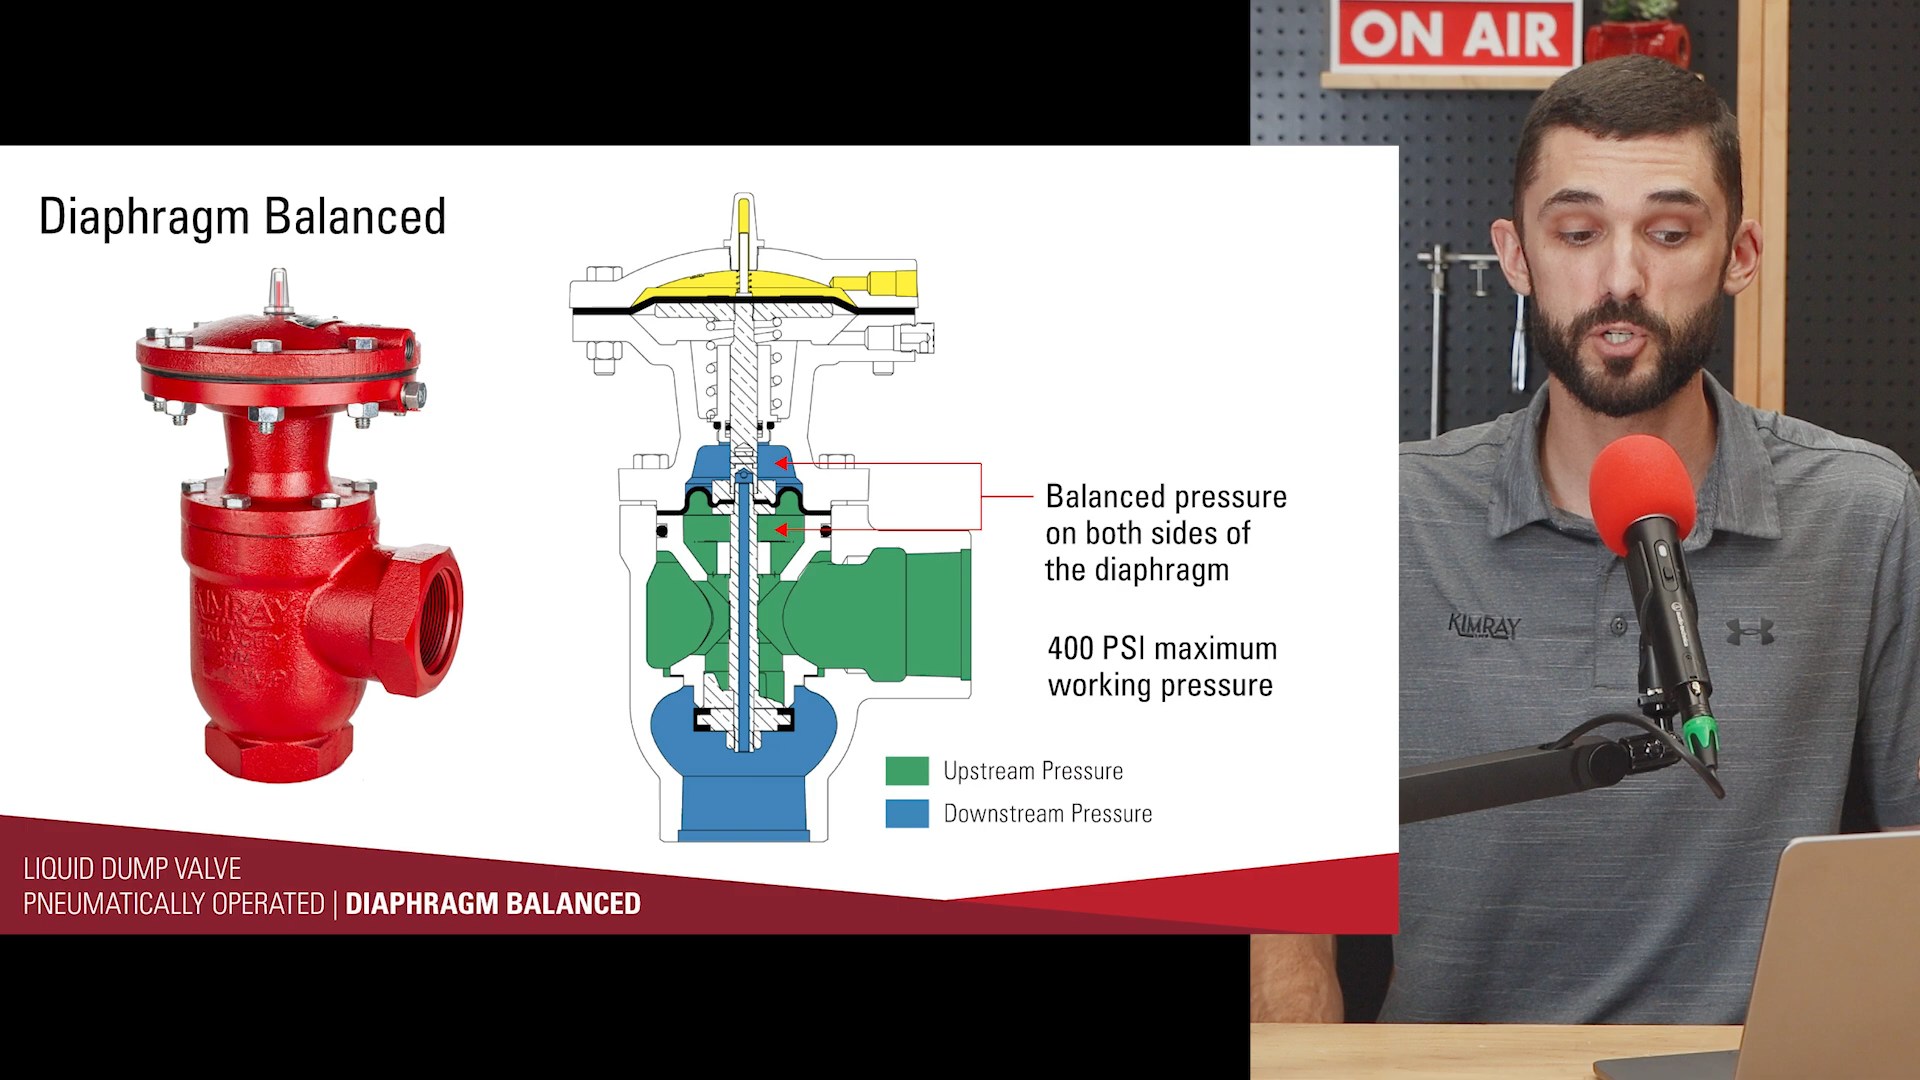 ON AIR
Diaphragm Balanced
Balanced pressure
on both sides of
the diaphragm
400 PSI maximum
working pressure
Upstream Pressure
Downstream Pressure
KIMRAY
KIMRAY
LIQUID DUMP VALVE
PNEUMATICALLY OPERATED | DIAPHRAGM BALANCED